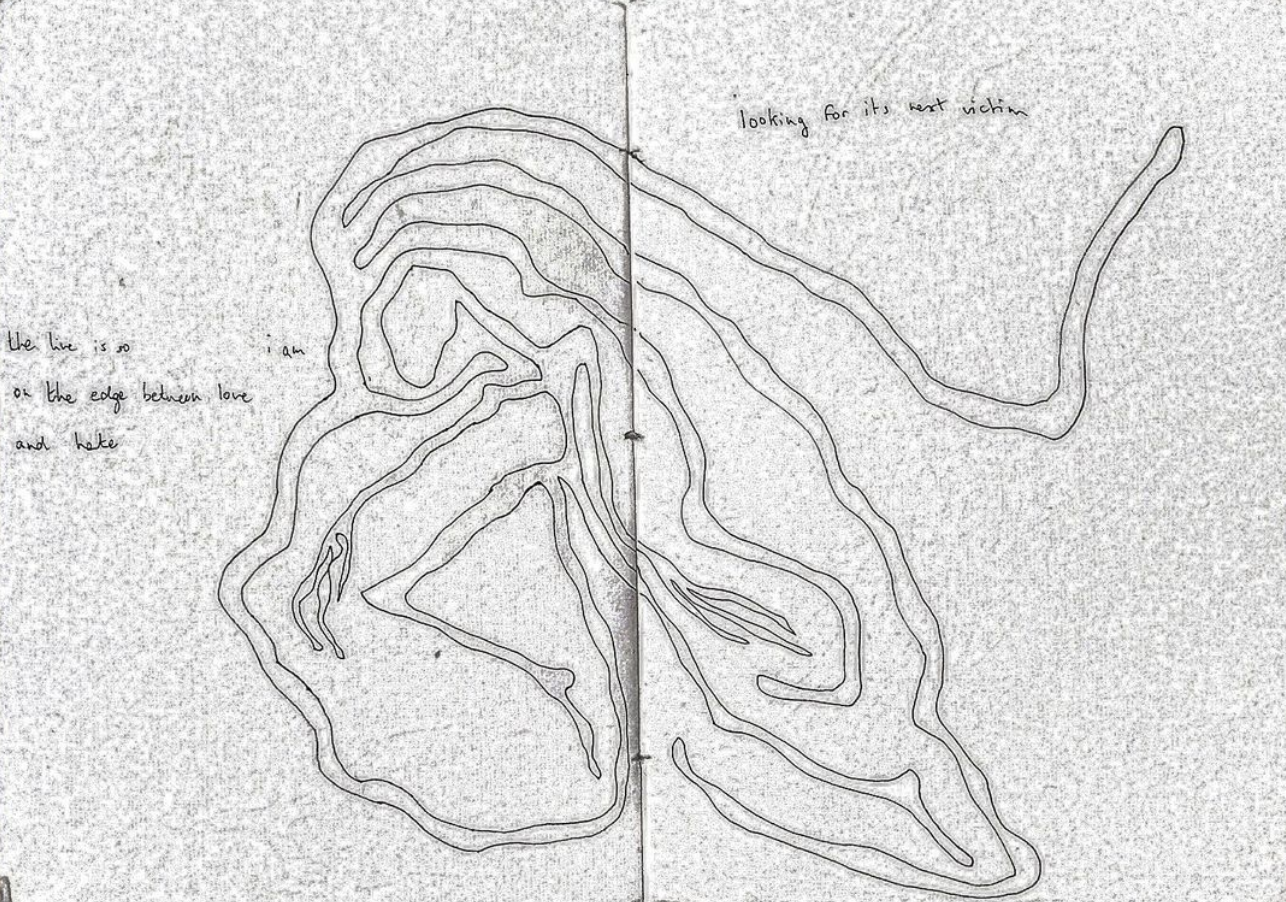 looking for its next victim
the line is so i am
on the edge between love
and hate